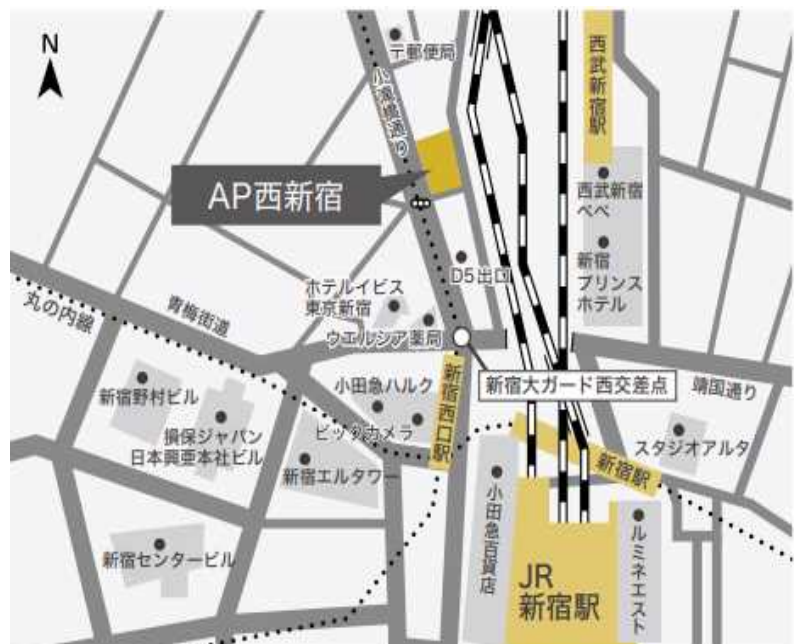 N
〒郵便局
小滝橋通り
西武新宿駅
AP西新宿
西武新宿
ぺぺ
新宿
プリンス
ホテル
D5出口
ホテルイビス
東京新宿
ウエルシア薬局
丸の内線
青梅街道
新宿大ガード西交差点
靖国通り
新宿西口駅
小田急ハルク
ビックカメラ
新宿野村ビル
損保ジャパン
日本興亜本社ビル
新宿エルタワー
スタジオアルタ
新宿駅
小田急百貨店
新宿センタービル
JR
新宿駅
ルミネエスト